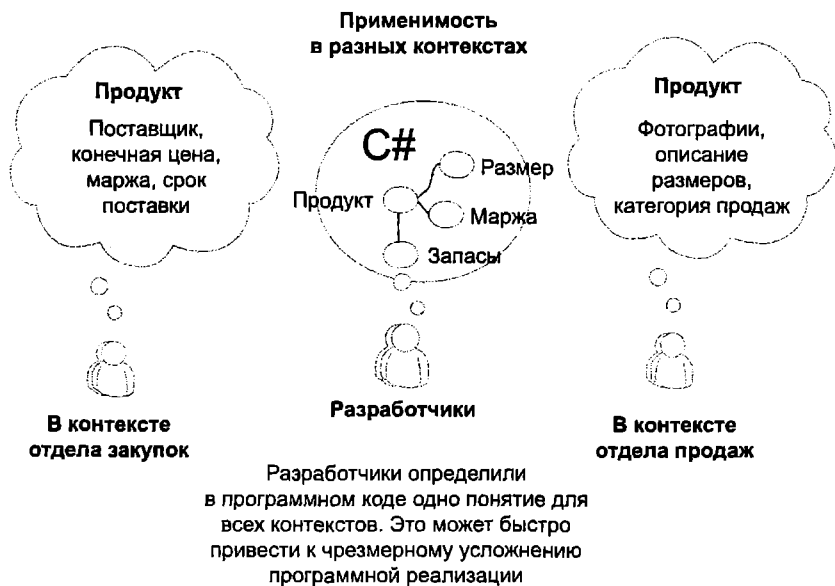 Применимость
в разных контекстах
Продукт
Поставщик,
конечная цена,
маржа, срок
поставки
C#
Продукт
Размер
Маржа
Запасы
Продукт
Фотографии,
описание
размеров,
категория продаж
В контексте
отдела закупок
Разработчики
В контексте
отдела продаж
Разработчики определили
в программном коде одно понятие для
всех контекстов. Это может быстро
привести к чрезмерному усложнению
программной реализации